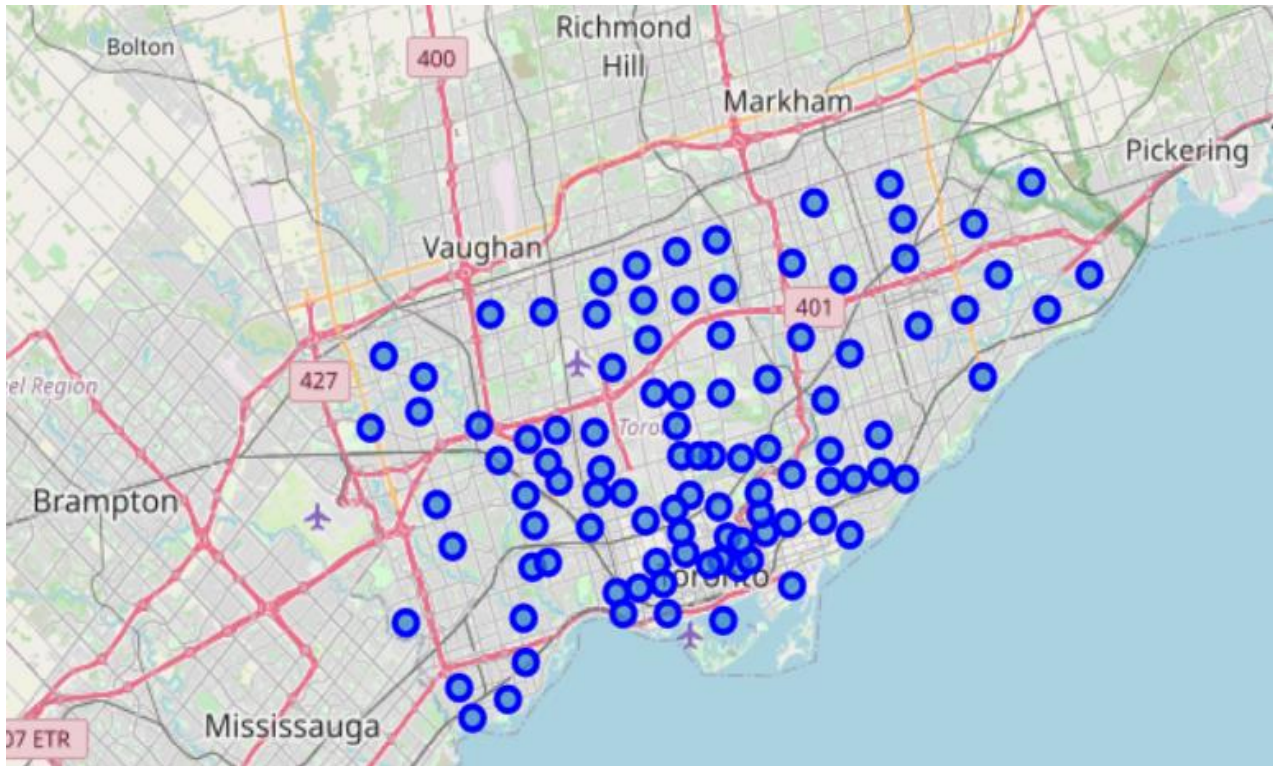 Bolton
Richmond
Hill
400
Markham
Pickering
Vaughan
401
427
el Region
Toro
Brampton
oronto
Mississauga
07 ETR